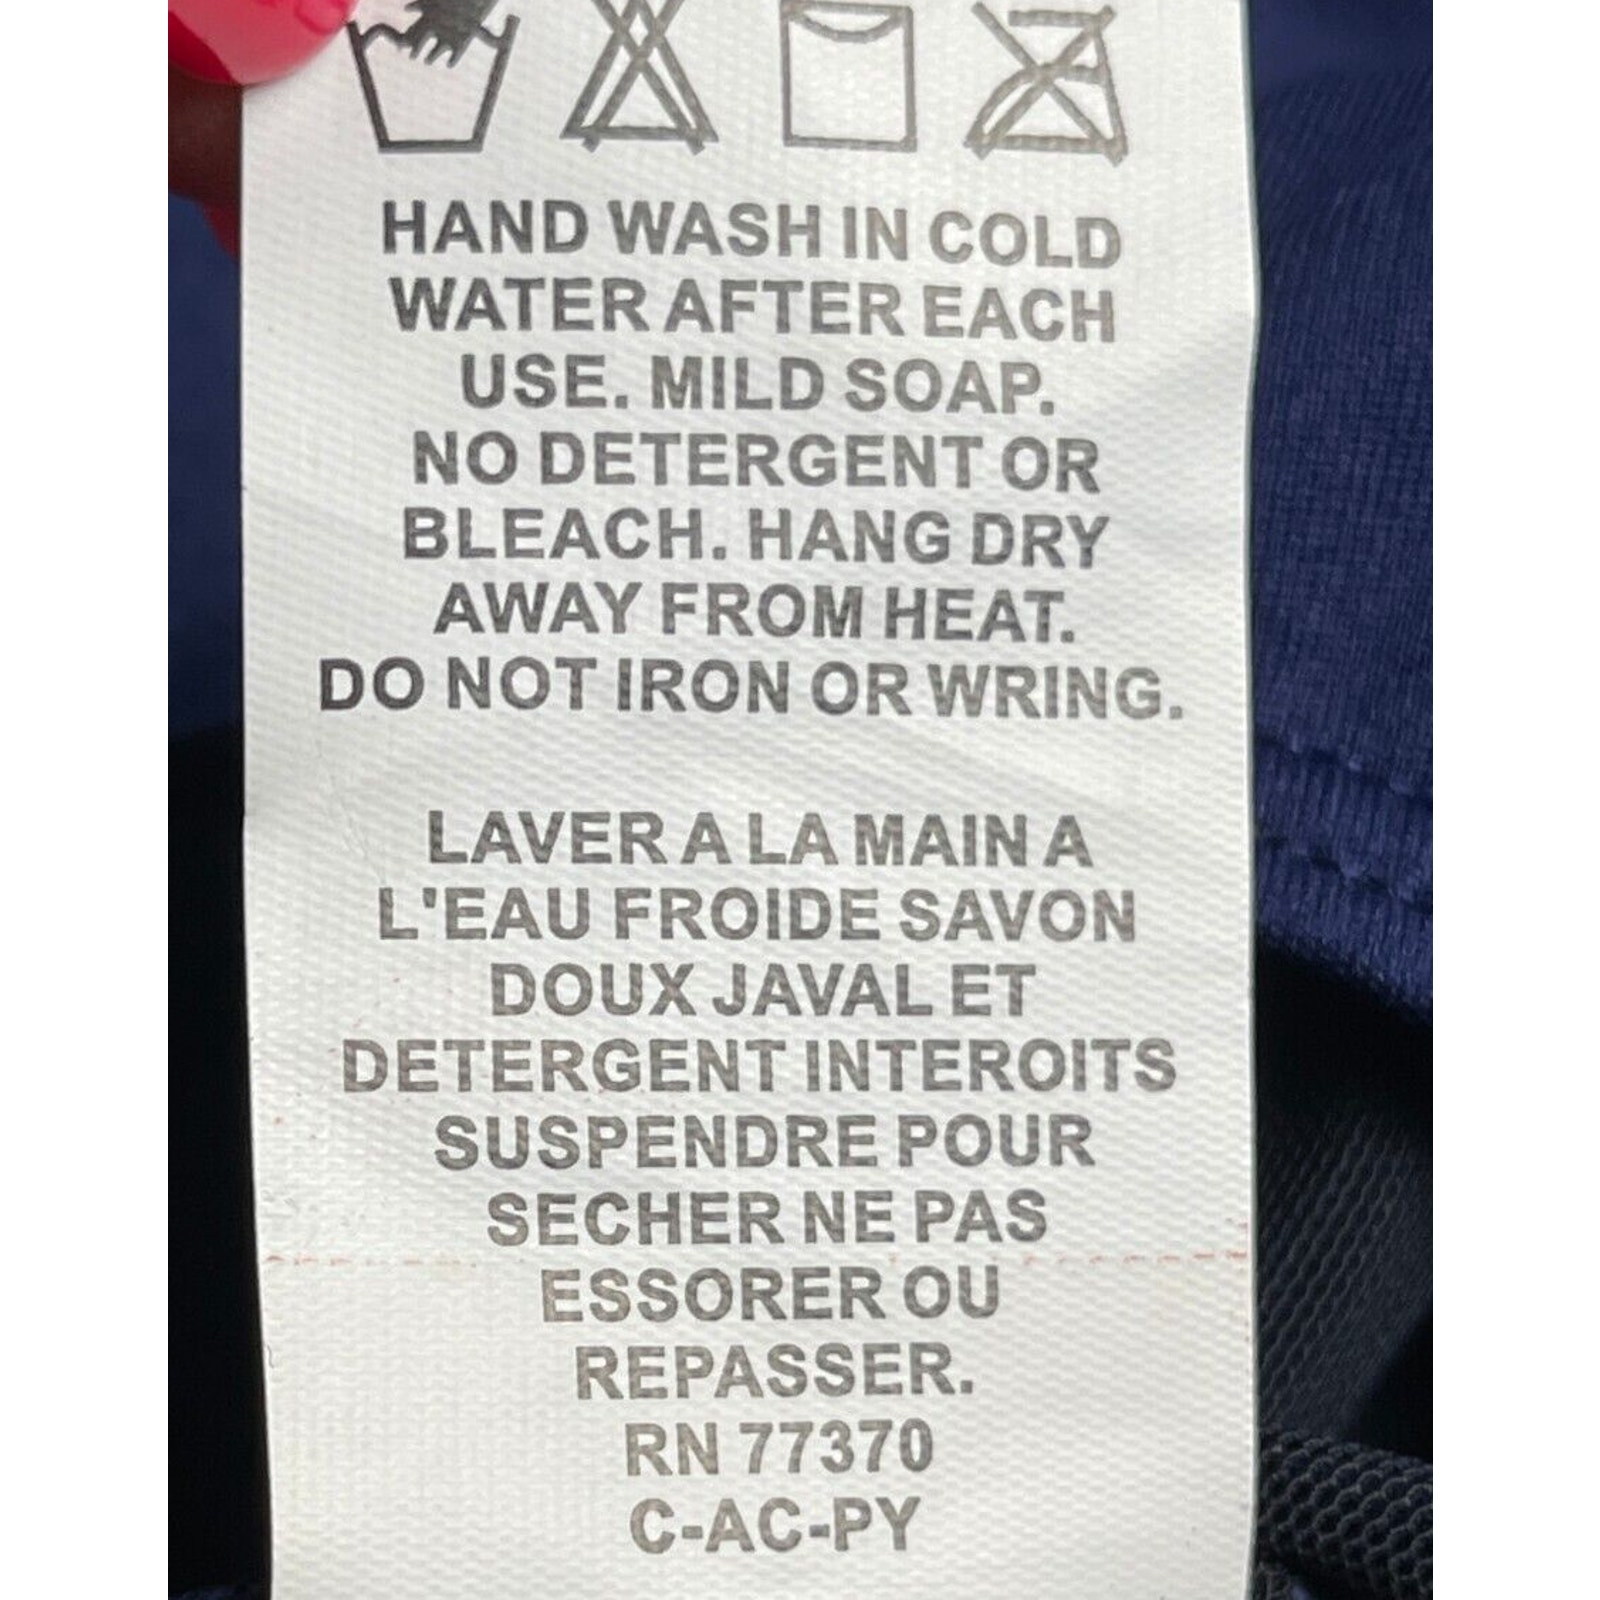 HAND WASH IN COLD
WATER AFTER EACH
USE. MILD SOAP.
NO DETERGENT OR
BLEACH. HANG DRY
AWAY FROM HEAT.
DO NOT IRON OR WRING.
LAVER A LA MAIN A
L'EAU FROIDE SAVON
DOUX JAVAL ET
DETERGENT INTEROITS
SUSPENDRE POUR
SECHER NE PAS
ESSORER OU
REPASSER.
RN 77370
C-AC-PY